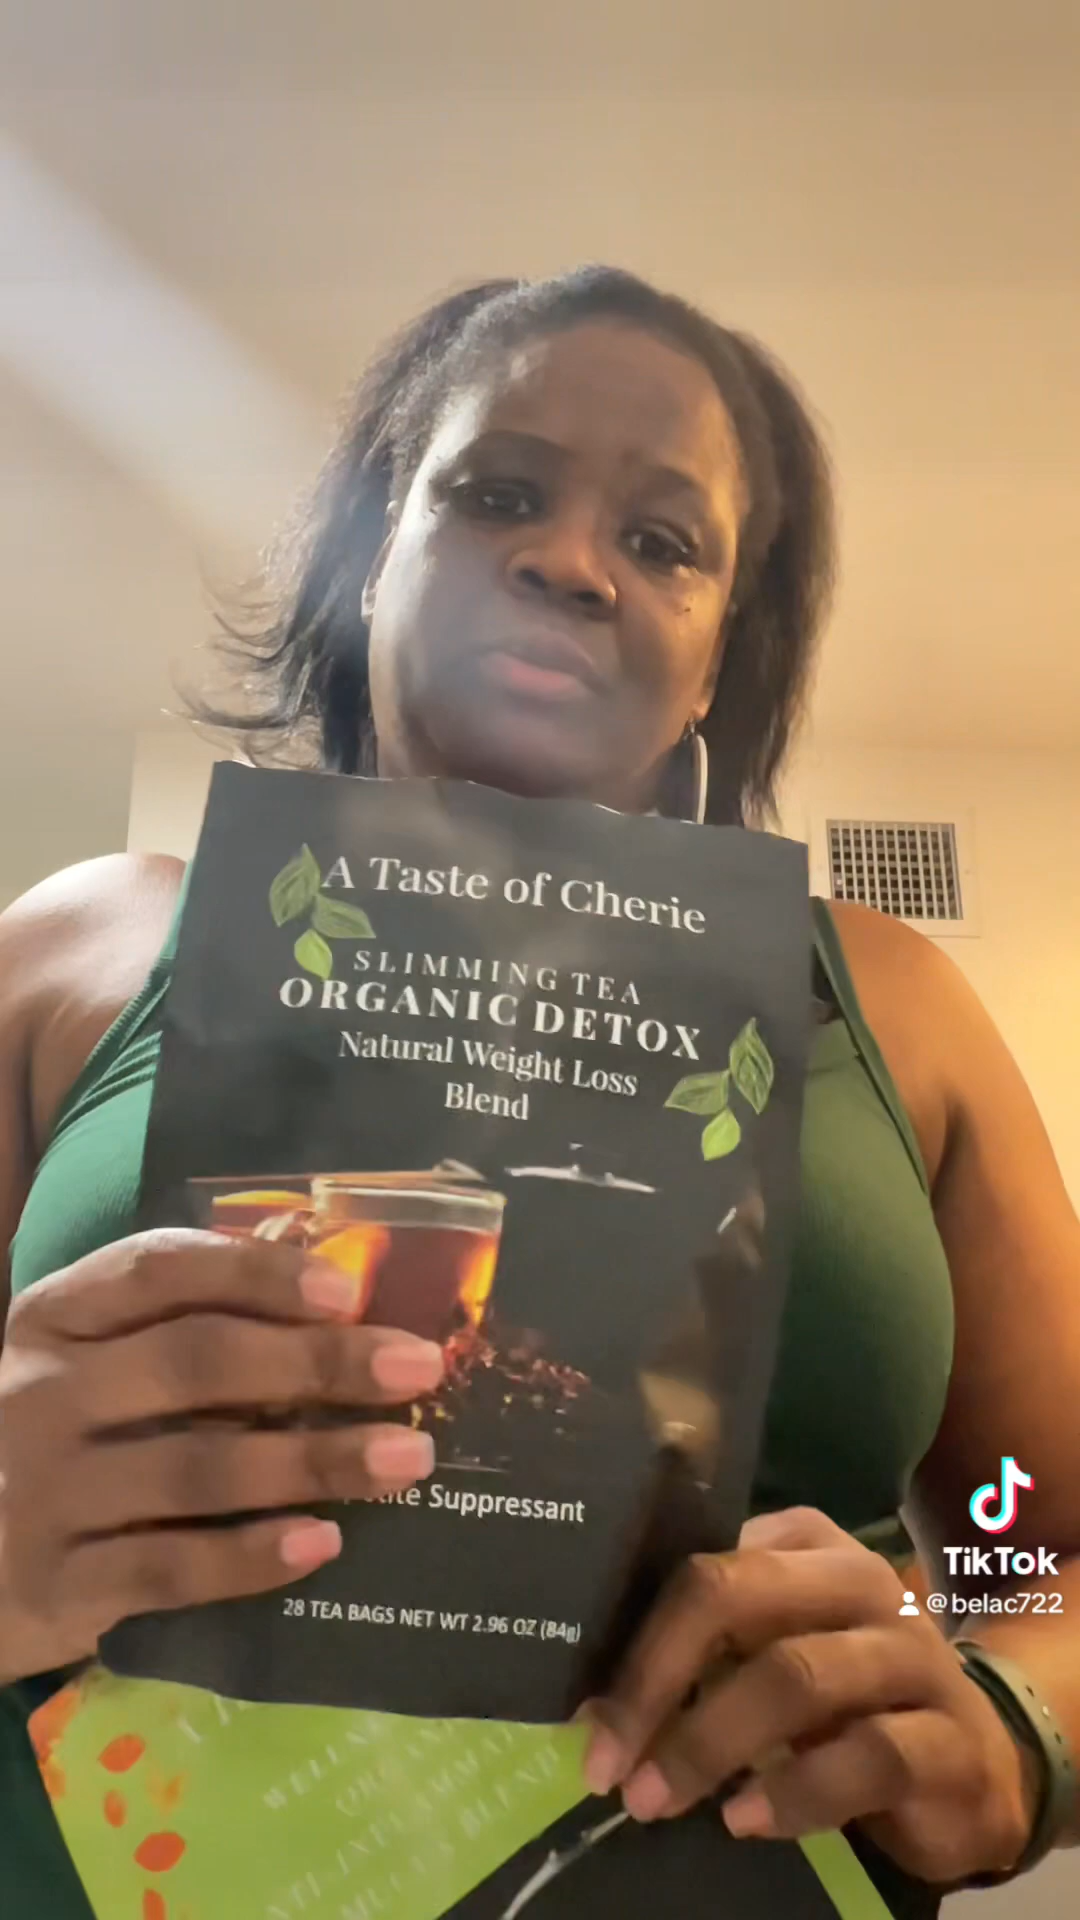 A Taste of Cherie
SLIMMING TEA
ORGANIC DETOX
Natural Weight Loss
Blend
Suppressant
28 TEA BAGS NET WT 2.96 OZ (84g)
TikTok
@belac722
BLEND